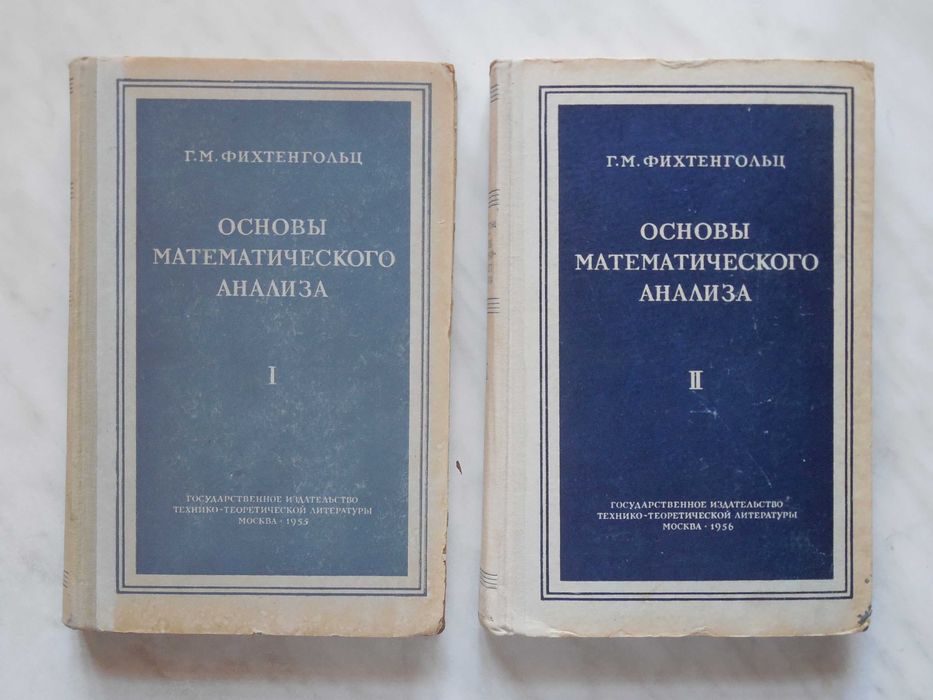 Г.М. ФИХТЕНГОЛЬЦ
ОСНОВЫ
МАТЕМАТИЧЕСКОГО
АНАЛИЗА
I
ГОСУДАРСТВЕННОЕ ИЗДАТЕЛЬСТВО
ТЕХНИКО-ТЕОРЕТИЧЕСКОЙ ЛИТЕРАТУРЫ
МОСКВА · 1955
Г.М. ФИХТЕНГОЛЬЦ
ОСНОВЫ
МАТЕМАТИЧЕСКОГО
АНАЛИЗА
II
ГОСУДАРСТВЕННОЕ ИЗДАТЕЛЬСТВО
ТЕХНИКО-ТЕОРЕТИЧЕСКОЙ ЛИТЕРАТУРЫ
МОСКВА · 1956